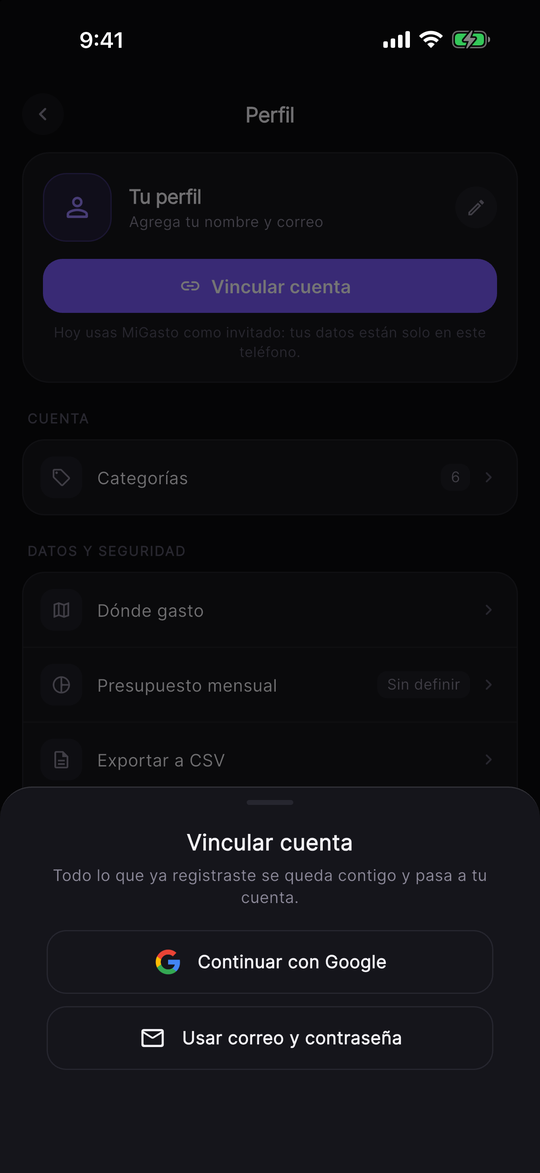 9:41
Perfil
Tu perfil
Agrega tu nombre y correo
Vincular cuenta
Hoy usas MiGasto como invitado: tus datos están solo en este
teléfono.
CUENTA
Categorías 6
DATOS Y SEGURIDAD
Dónde gasto
Presupuesto mensual Sin definir
Exportar a CSV
Vincular cuenta
Todo lo que ya registraste se queda contigo y pasa a tu
cuenta.
Continuar con Google
Usar correo y contraseña